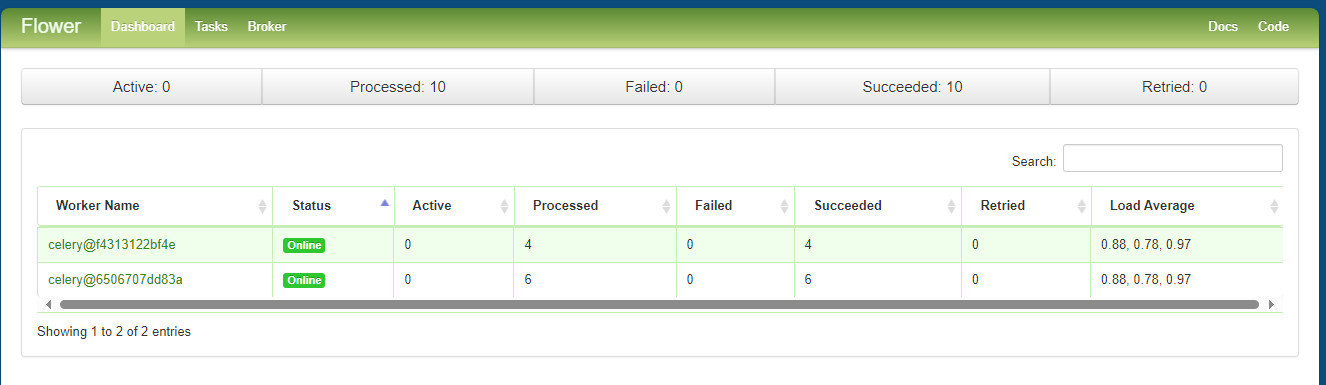 Flower Dashboard Tasks Broker Docs Code
Active: 0 Processed: 10 Failed: 0 Succeeded: 10 Retried: 0
Search:
Worker Name Status Active Processed Failed Succeeded Retried Load Average
celery@f4313122bf4e Online 0 4 0 4 0 0.88, 0.78, 0.97
celery@6506707dd83a Online 0 6 0 6 0 0.88, 0.78, 0.97
Showing 1 to 2 of 2 entries